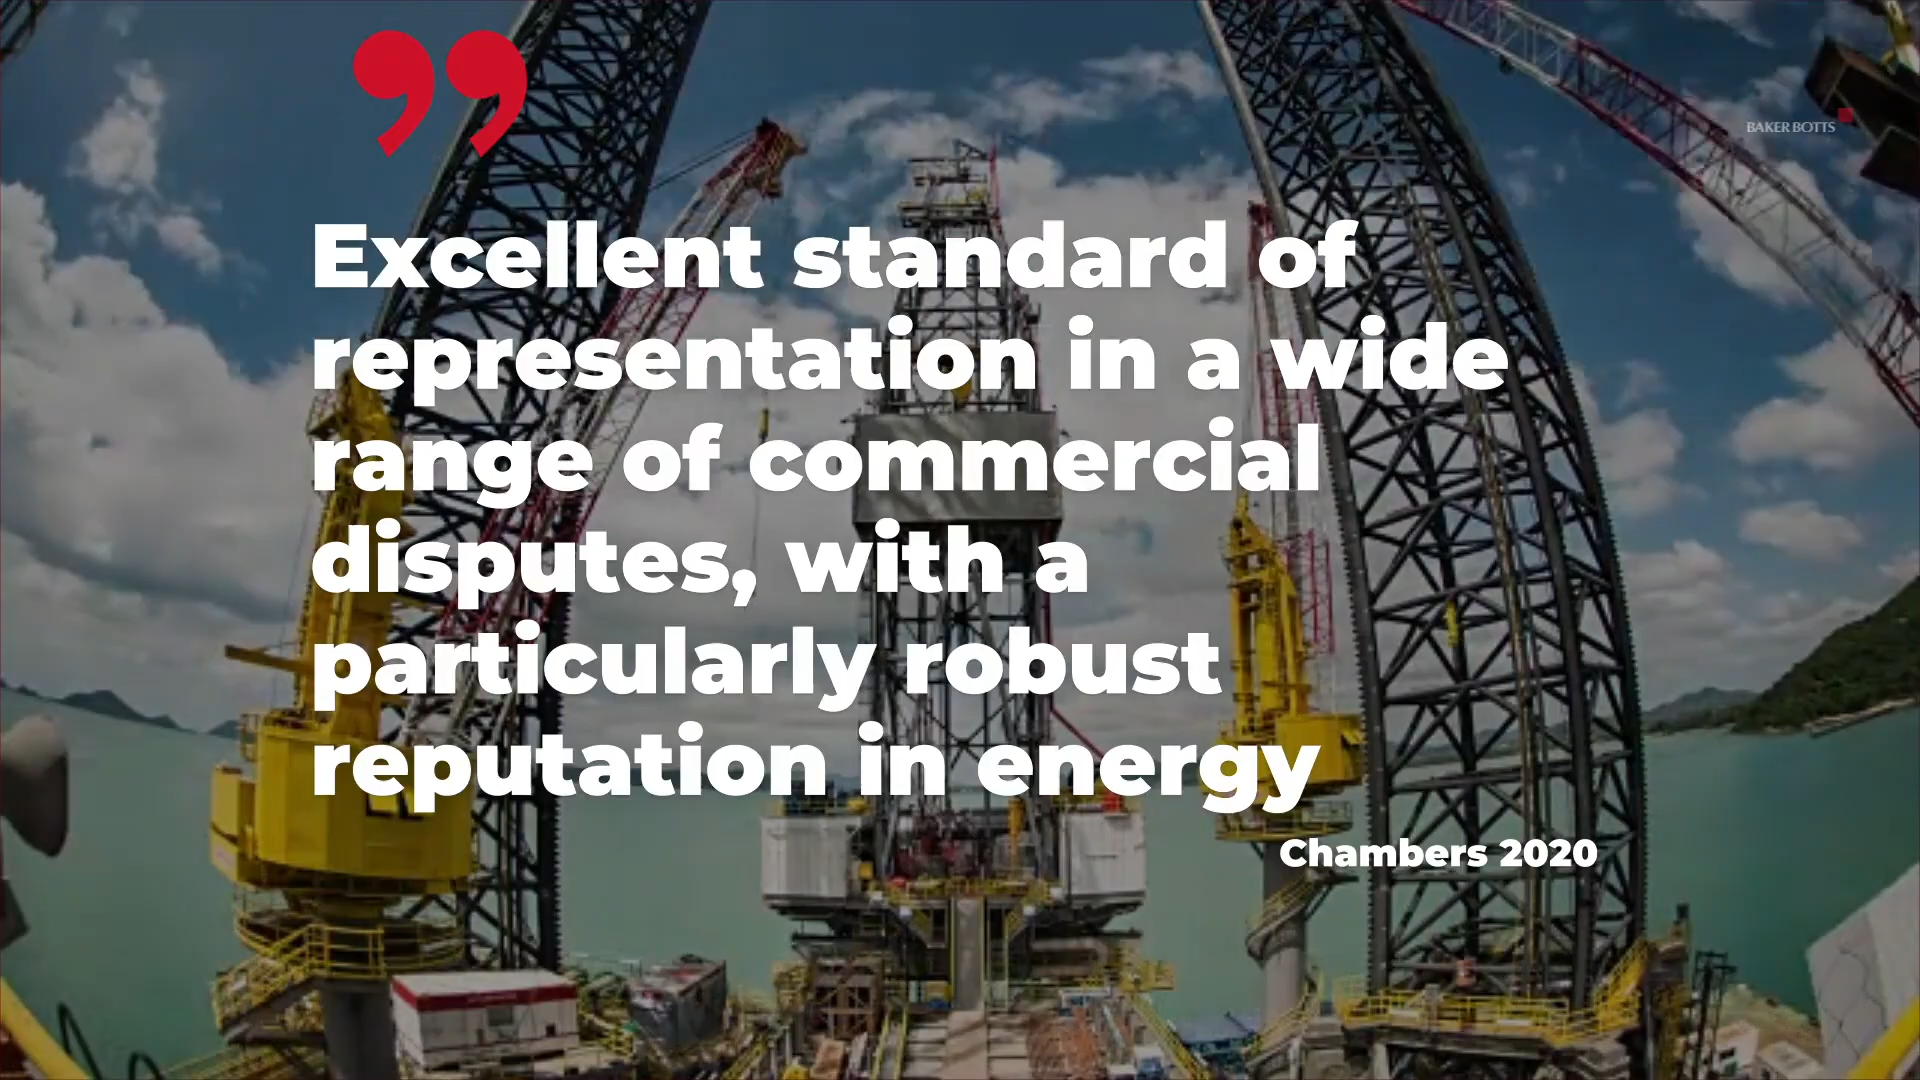 ”
BAKER BOTTS
Excellent standard of
representation in a wide
range of commercial
disputes, with a
particularly robust
reputation in energy
Chambers 2020